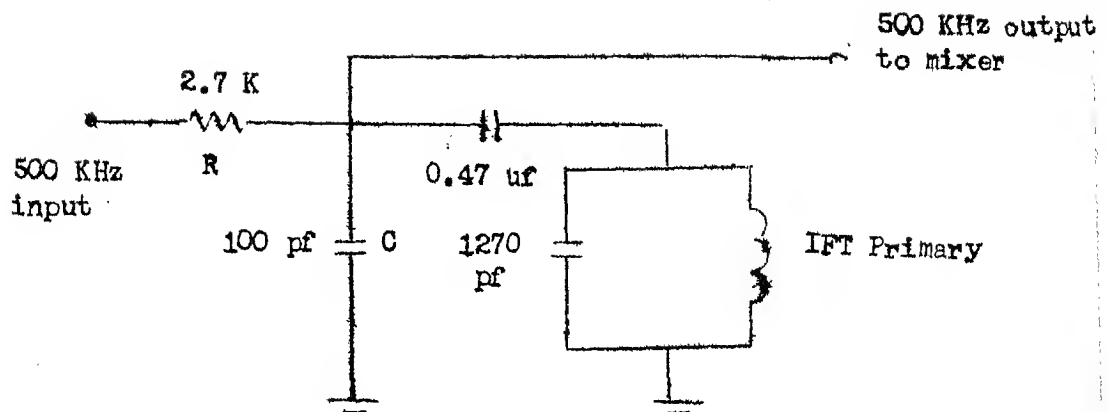 500 KHz output
to mixer
2.7 K
R
500 KHz
input
0.47 uf
100 pf
C
1270
pf
IFT Primary